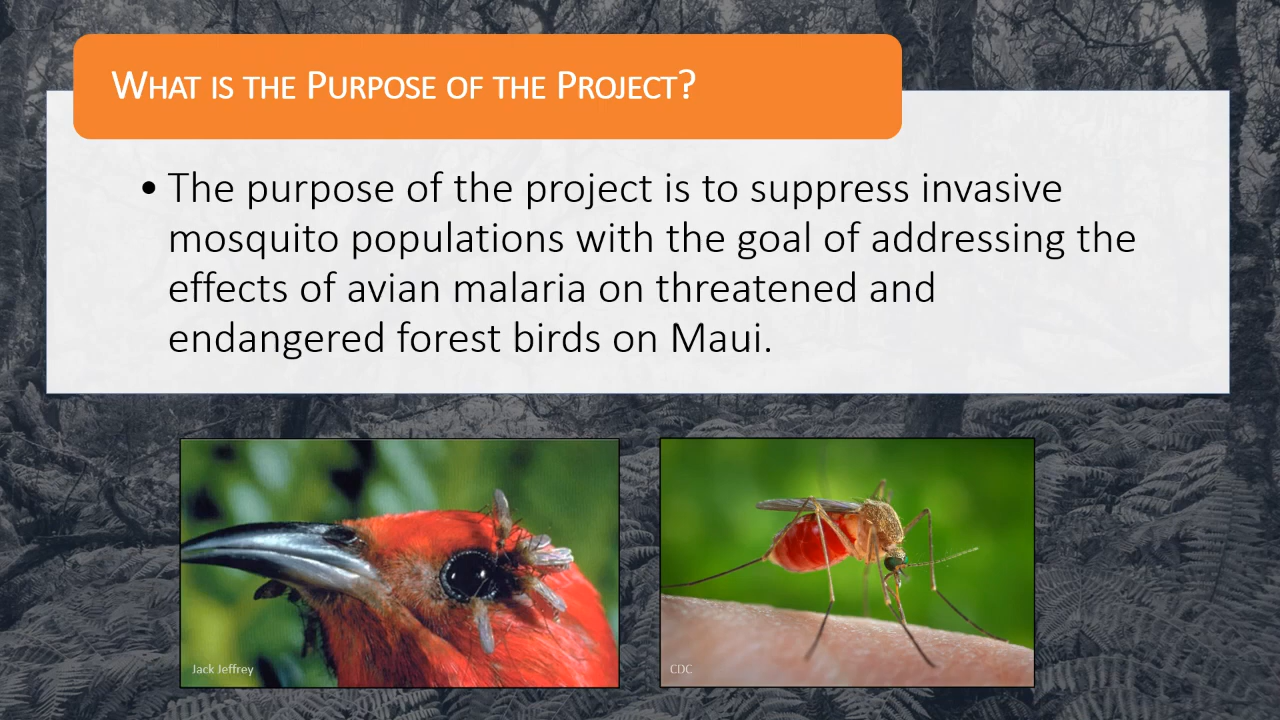 WHAT IS THE PURPOSE OF THE PROJECT?
• The purpose of the project is to suppress invasive
mosquito populations with the goal of addressing the
effects of avian malaria on threatened and
endangered forest birds on Maui.
Jack Jeffrey
CDC